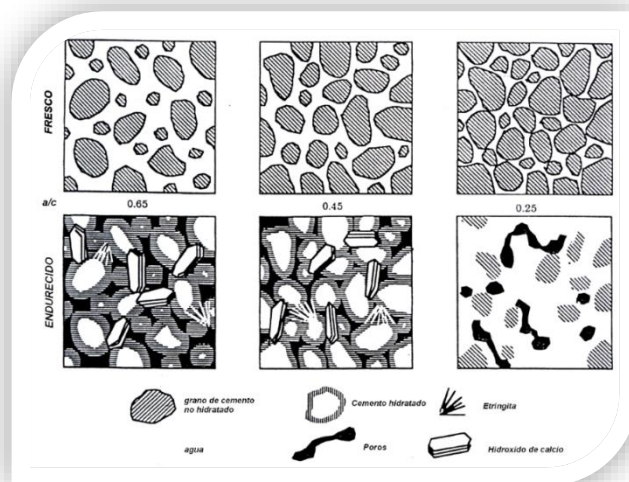 FRESCO
a/c
0.65
0.45
0.25
ENDURECIDO
grano de cemento
no hidratado
Cemento hidratado
Etringita
agua
Poros
Hidroxido de calcio